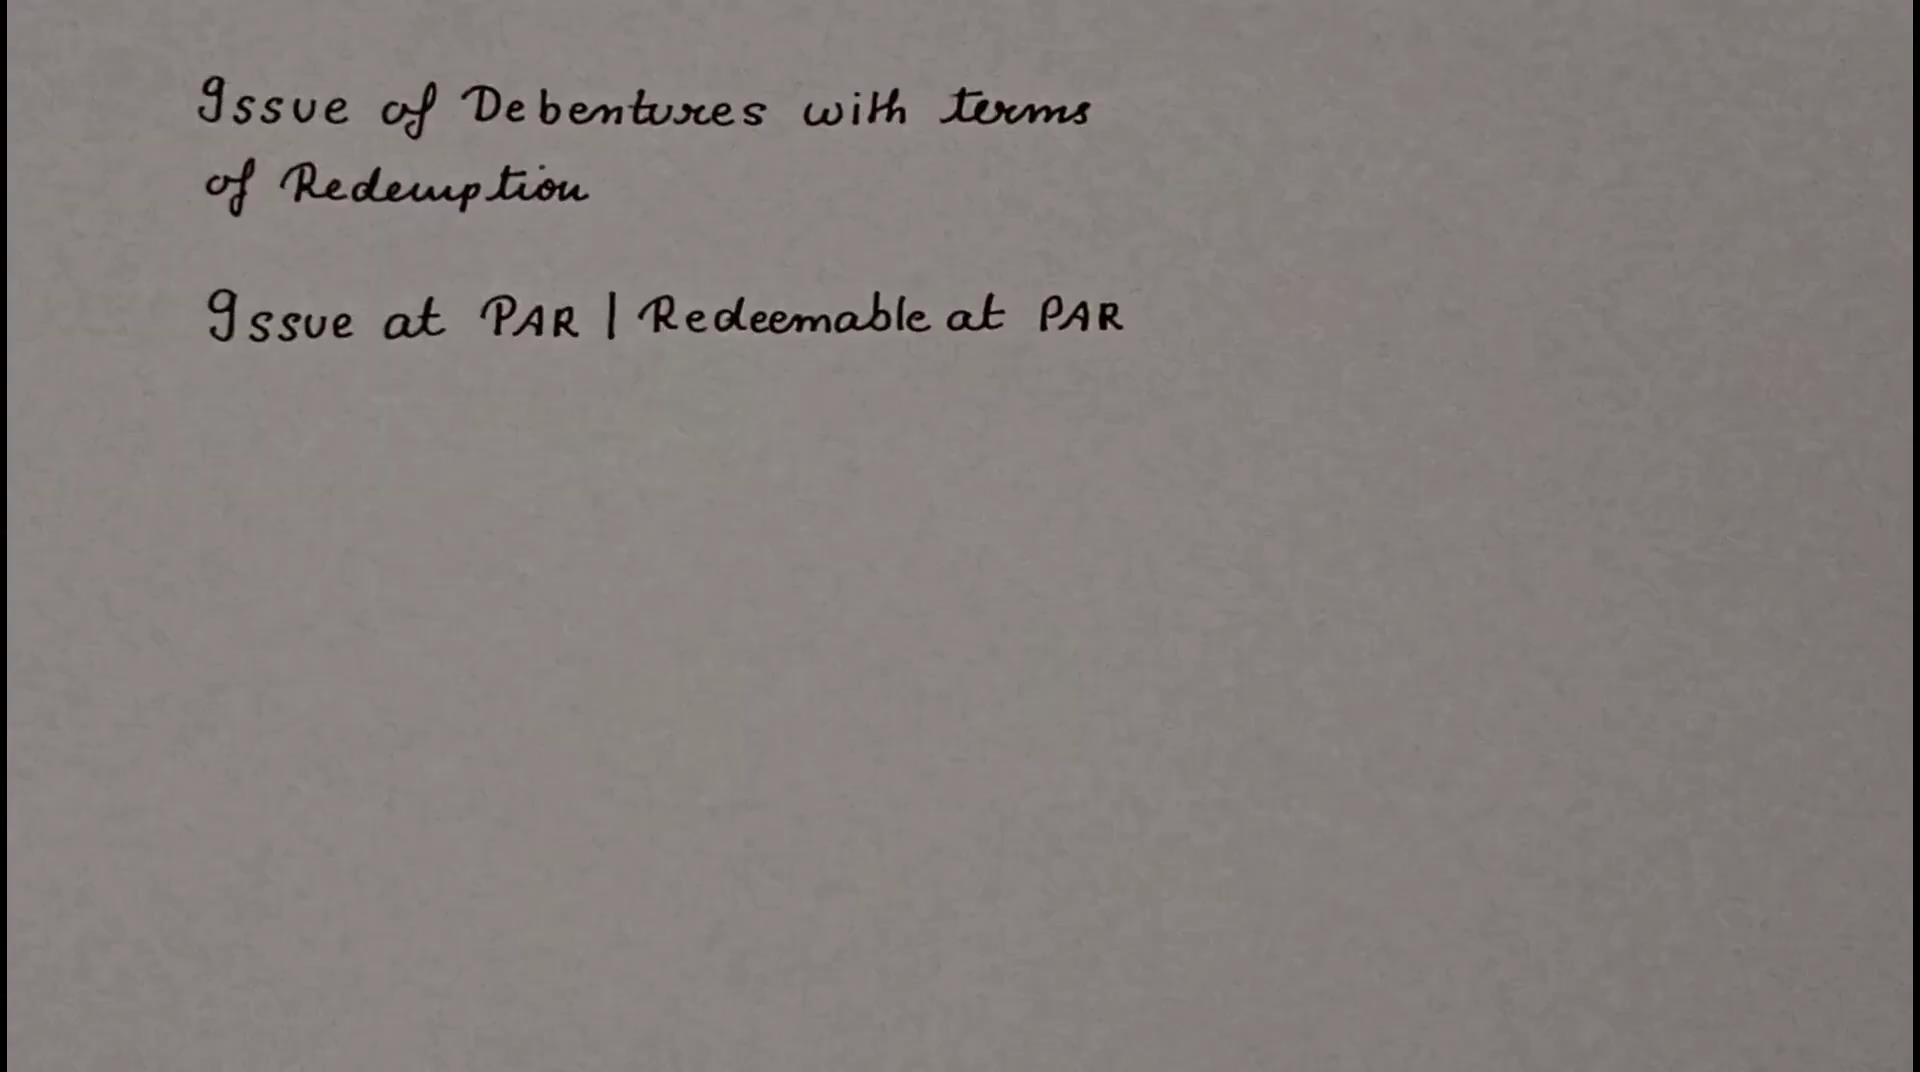 Issue of Debentures with terms
of Redemption
Issue at PAR | Redeemable at PAR